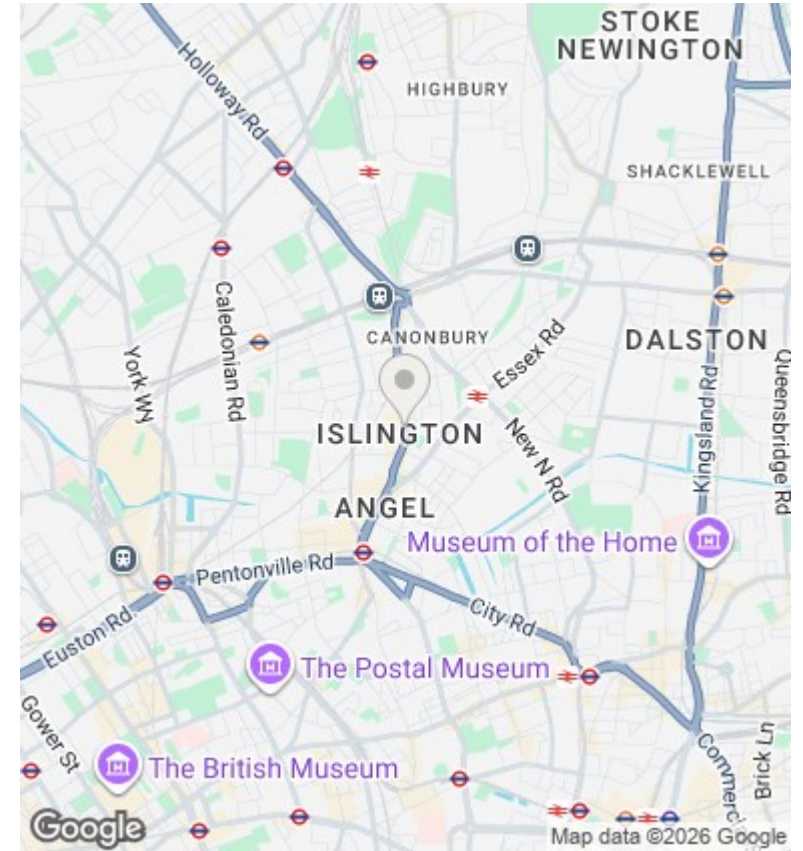 STOKE
NEWINGTON
Holloway Rd
HIGHBURY
SHACKLEWELL
Caledonian Rd
CANONBURY
Essex Rd
DALSTON
York Wy
Queensbridge Rd
Kingsland Rd
ISLINGTON
New N Rd
ANGEL
Museum of the Home
Pentonville Rd
City Rd
Euston Rd
The Postal Museum
Gower St
The British Museum
Commerc
Brick Ln
Google
Map data ©2026 Google